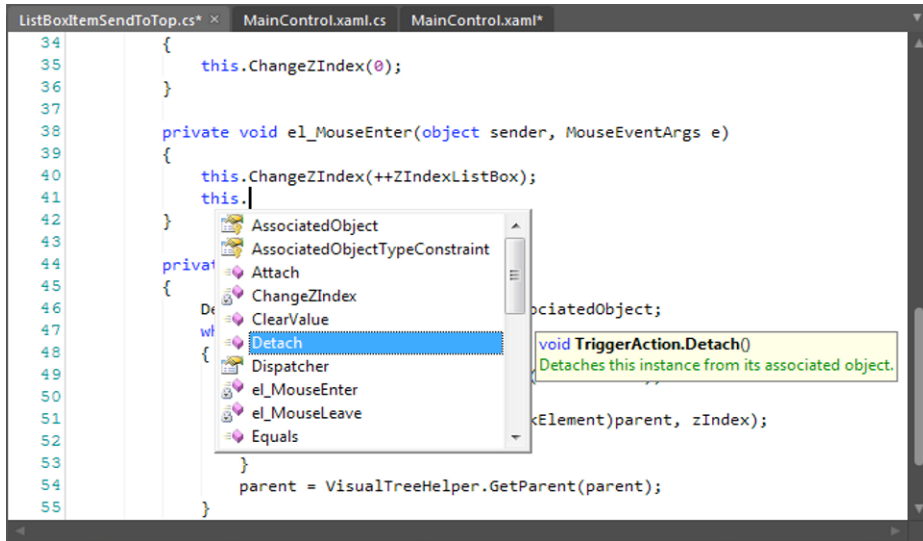 ListBoxItemSendToTop.cs* × MainControl.xaml.cs MainControl.xaml*
34 {
35 this.ChangeZIndex(0);
36 }
37
38 private void el_MouseEnter(object sender, MouseEventArgs e)
39 {
40 this.ChangeZIndex(++ZIndexListBox);
41 this.
42 }
AssociatedObject
43
AssociatedObjectTypeConstraint
44 privat
Attach
45 {
ChangeZIndex
46 De ociatedObject;
ClearValue
47 wh
Detach
void TriggerAction.Detach()
48 {
Dispatcher
Detaches this instance from its associated object.
49
el_MouseEnter
50
el_MouseLeave
51 kElement)parent, zIndex);
Equals
52
53 }
54 parent = VisualTreeHelper.GetParent(parent);
55 }